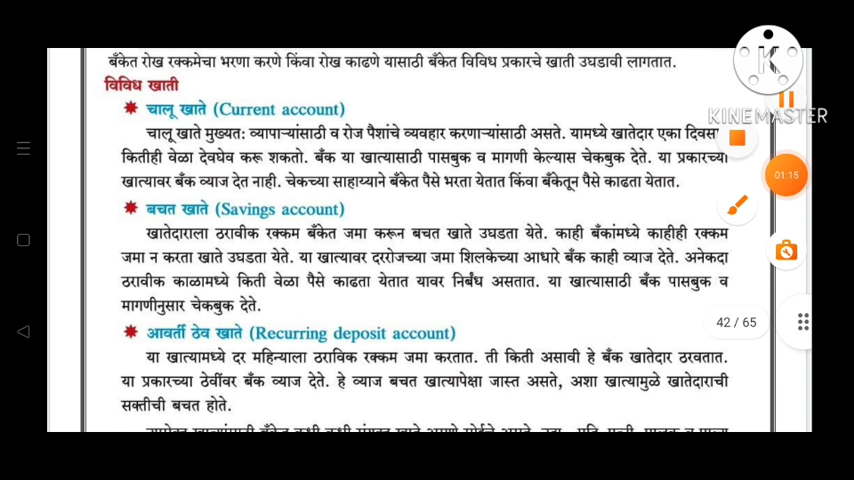 बँकेत रोख रक्कमेचा भरणा करणे किंवा रोख काढणे यासाठी बँकेत विविध प्रकारचे खाती उघडावी लागतात.
विविध खाती
चालू खाते (Current account)
चालू खाते मुख्यत: व्यापाऱ्यांसाठी व रोज पैशांचे व्यवहार करणाऱ्यांसाठी असते. यामध्ये खातेदार एका
कितीही वेळा देवघेव करू शकतो. बँक या खात्यासाठी पासबुक व मागणी केल्यास चेकबुक देते. या प्रकारच्या
खात्यावर बँक व्याज देत नाही. चेकच्या साहाय्याने बँकेत पैसे भरता येतात किंवा बँकेतून पैसे काढता येतात.
बचत खाते (Savings account)
खातेदाराला ठरावीक रक्कम बँकेत जमा करून बचत खाते उघडता येते. काही बँकांमध्ये काहीही रक्कम
जमा न करता खाते उघडता येते. या खात्यावर दररोजच्या जमा शिलकेच्या आधारे बँक काही व्याज देते. अनेकदा
ठरावीक काळामध्ये किती वेळा पैसे काढता येतात यावर निर्बंध असतात. या खात्यासाठी बँक पासबुक व
मागणीनुसार चेकबुक देते.
आवर्ती ठेव खाते (Recurring deposit account)
या खात्यामध्ये दर महिन्याला ठराविक रक्कम जमा करतात. ती किती असावी हे बँक खातेदार ठरवतात.
या प्रकारच्या ठेवींवर बँक व्याज देते. हे व्याज बचत खात्यापेक्षा जास्त असते, अशा खात्यामुळे खातेदाराची
सक्तीची बचत होते.
K
KINEMASTER
01:15
42 / 65